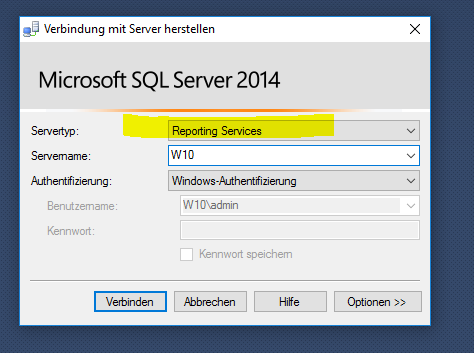 Verbindung mit Server herstellen
Microsoft SQL Server 2014
Servertyp: Reporting Services
Servername: W10
Authentifizierung: Windows-Authentifizierung
Benutzername: W10\admin
Kennwort:
Kennwort speichern
Verbinden Abbrechen Hilfe Optionen >>